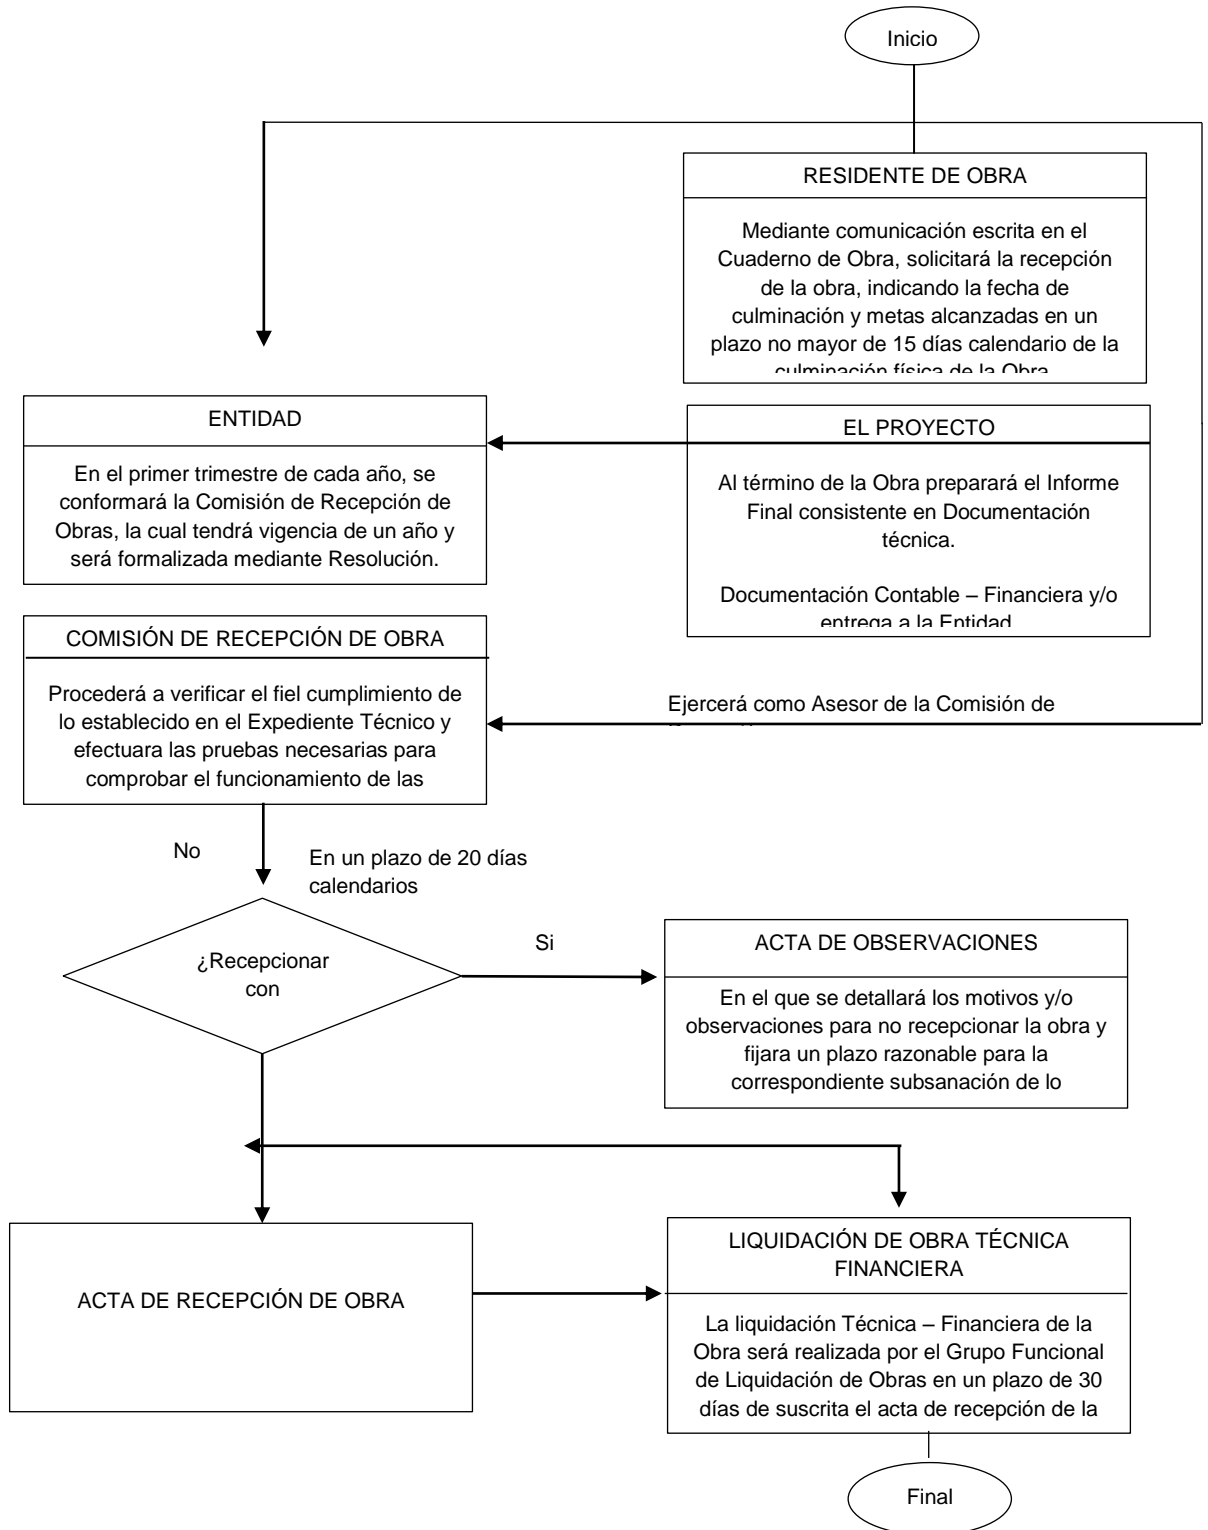 Inicio
RESIDENTE DE OBRA
Mediante comunicación escrita en el
Cuaderno de Obra, solicitará la recepción
de la obra, indicando la fecha de
culminación y metas alcanzadas en un
plazo no mayor de 15 días calendario de la
culminación física de la Obra
ENTIDAD
En el primer trimestre de cada año, se
conformará la Comisión de Recepción de
Obras, la cual tendrá vigencia de un año y
será formalizada mediante Resolución.
EL PROYECTO
Al término de la Obra preparará el Informe
Final consistente en Documentación
técnica.
Documentación Contable – Financiera y/o
entrega a la Entidad
COMISIÓN DE RECEPCIÓN DE OBRA
Procederá a verificar el fiel cumplimiento de
lo establecido en el Expediente Técnico y
efectuara las pruebas necesarias para
comprobar el funcionamiento de las
Ejercerá como Asesor de la Comisión de
No
En un plazo de 20 días
calendarios
¿Recepcionar
con
Si
ACTA DE OBSERVACIONES
En el que se detallará los motivos y/o
observaciones para no recepcionar la obra y
fijara un plazo razonable para la
correspondiente subsanación de lo
ACTA DE RECEPCIÓN DE OBRA
LIQUIDACIÓN DE OBRA TÉCNICA
FINANCIERA
La liquidación Técnica – Financiera de la
Obra será realizada por el Grupo Funcional
de Liquidación de Obras en un plazo de 30
días de suscrita el acta de recepción de la
Final